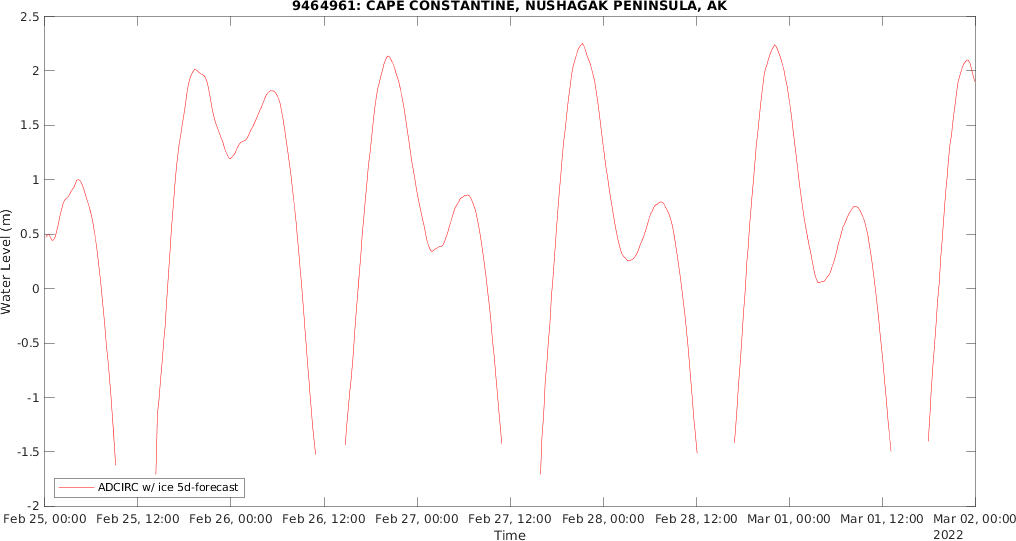 9464961: CAPE CONSTANTINE, NUSHAGAK PENINSULA, AK
2.5
2
1.5
1
0.5
0
-0.5
-1
-1.5
-2
Water Level (m)
ADCIRC w/ ice 5d-forecast
Feb 25, 00:00 Feb 25, 12:00 Feb 26, 00:00 Feb 26, 12:00 Feb 27, 00:00 Feb 27, 12:00 Feb 28, 00:00 Feb 28, 12:00 Mar 01, 00:00 Mar 01, 12:00 Mar 02, 00:00
Time
2022